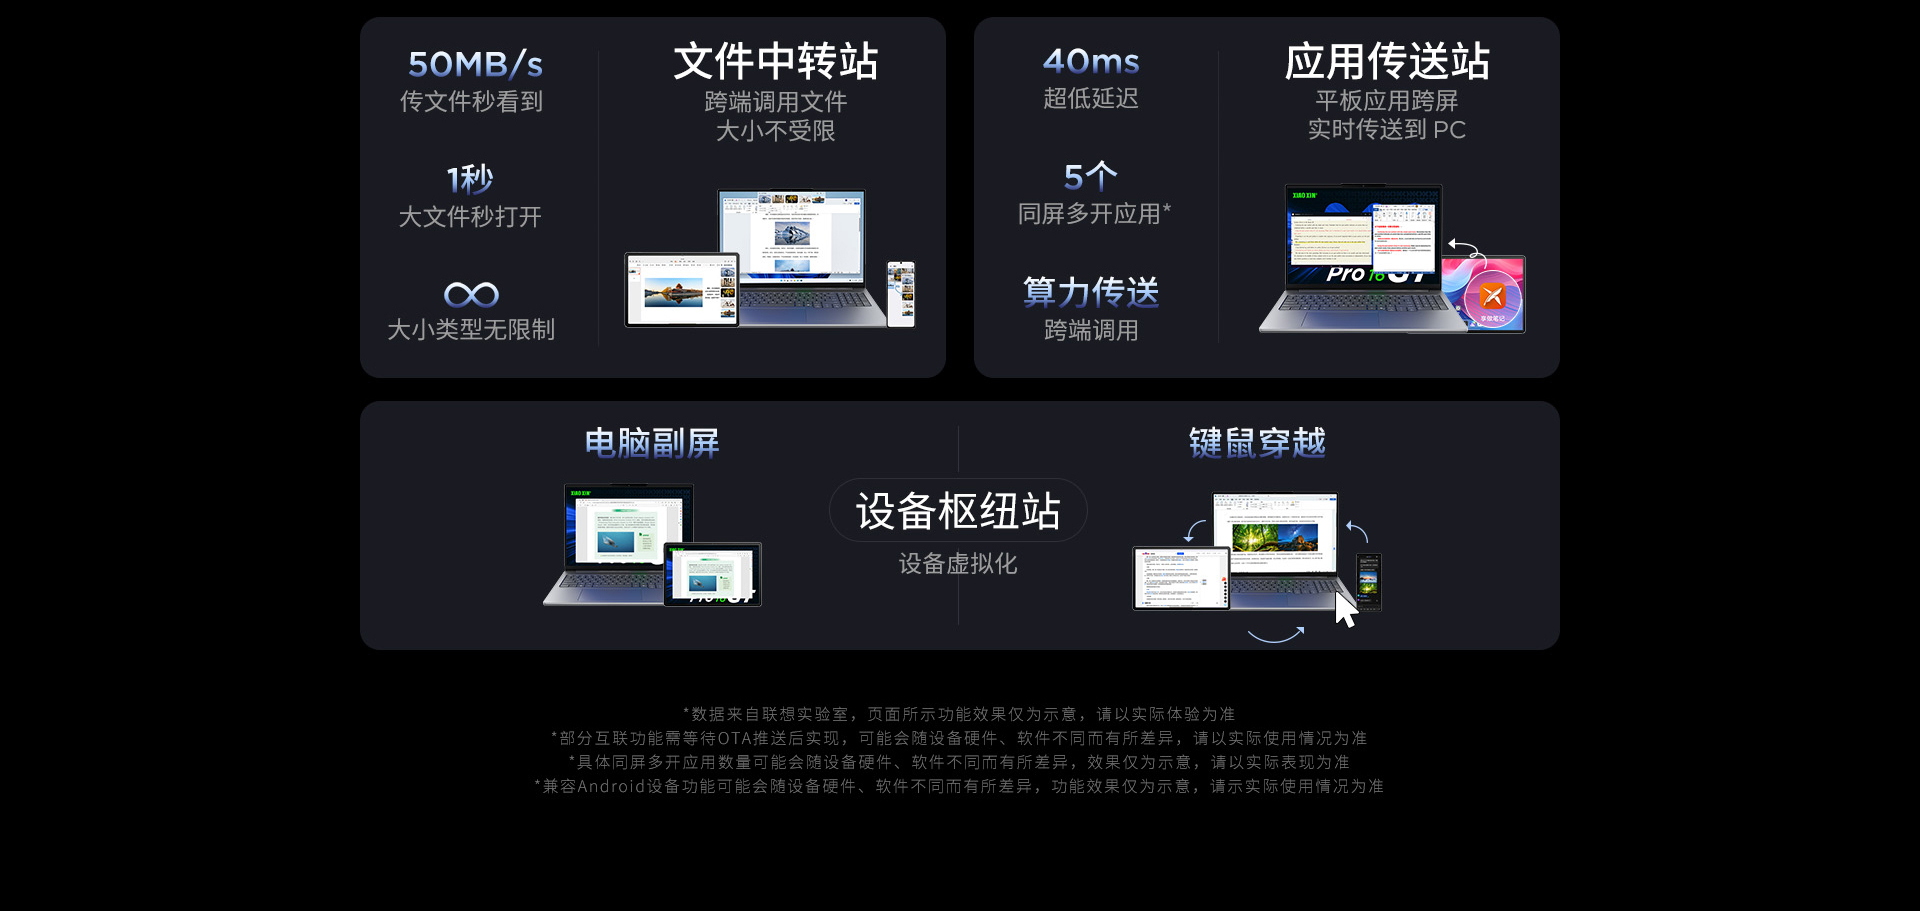 50MB/s
传文件秒看到
1秒
大文件秒打开
∞
大小类型无限制
文件中转站
跨端调用文件
大小不受限
40ms
超低延迟
5个
同屏多开应用*
算力传送
跨端调用
应用传送站
平板应用跨屏
实时传送到 PC
XIAO XIN
Pro 16 GT
享做笔记
电脑副屏
XIAO XIN
设备枢纽站
设备虚拟化
键鼠穿越
*数据来自联想实验室，页面所示功能效果仅为示意，请以实际体验为准
*部分互联功能需等待OTA推送后实现，可能会随设备硬件、软件不同而有所差异，请以实际使用情况为准
*具体同屏多开应用数量可能会随设备硬件、软件不同而有所差异，效果仅为示意，请以实际表现为准
*兼容Android设备功能可能会随设备硬件、软件不同而有所差异，功能效果仅为示意，请示实际使用情况为准